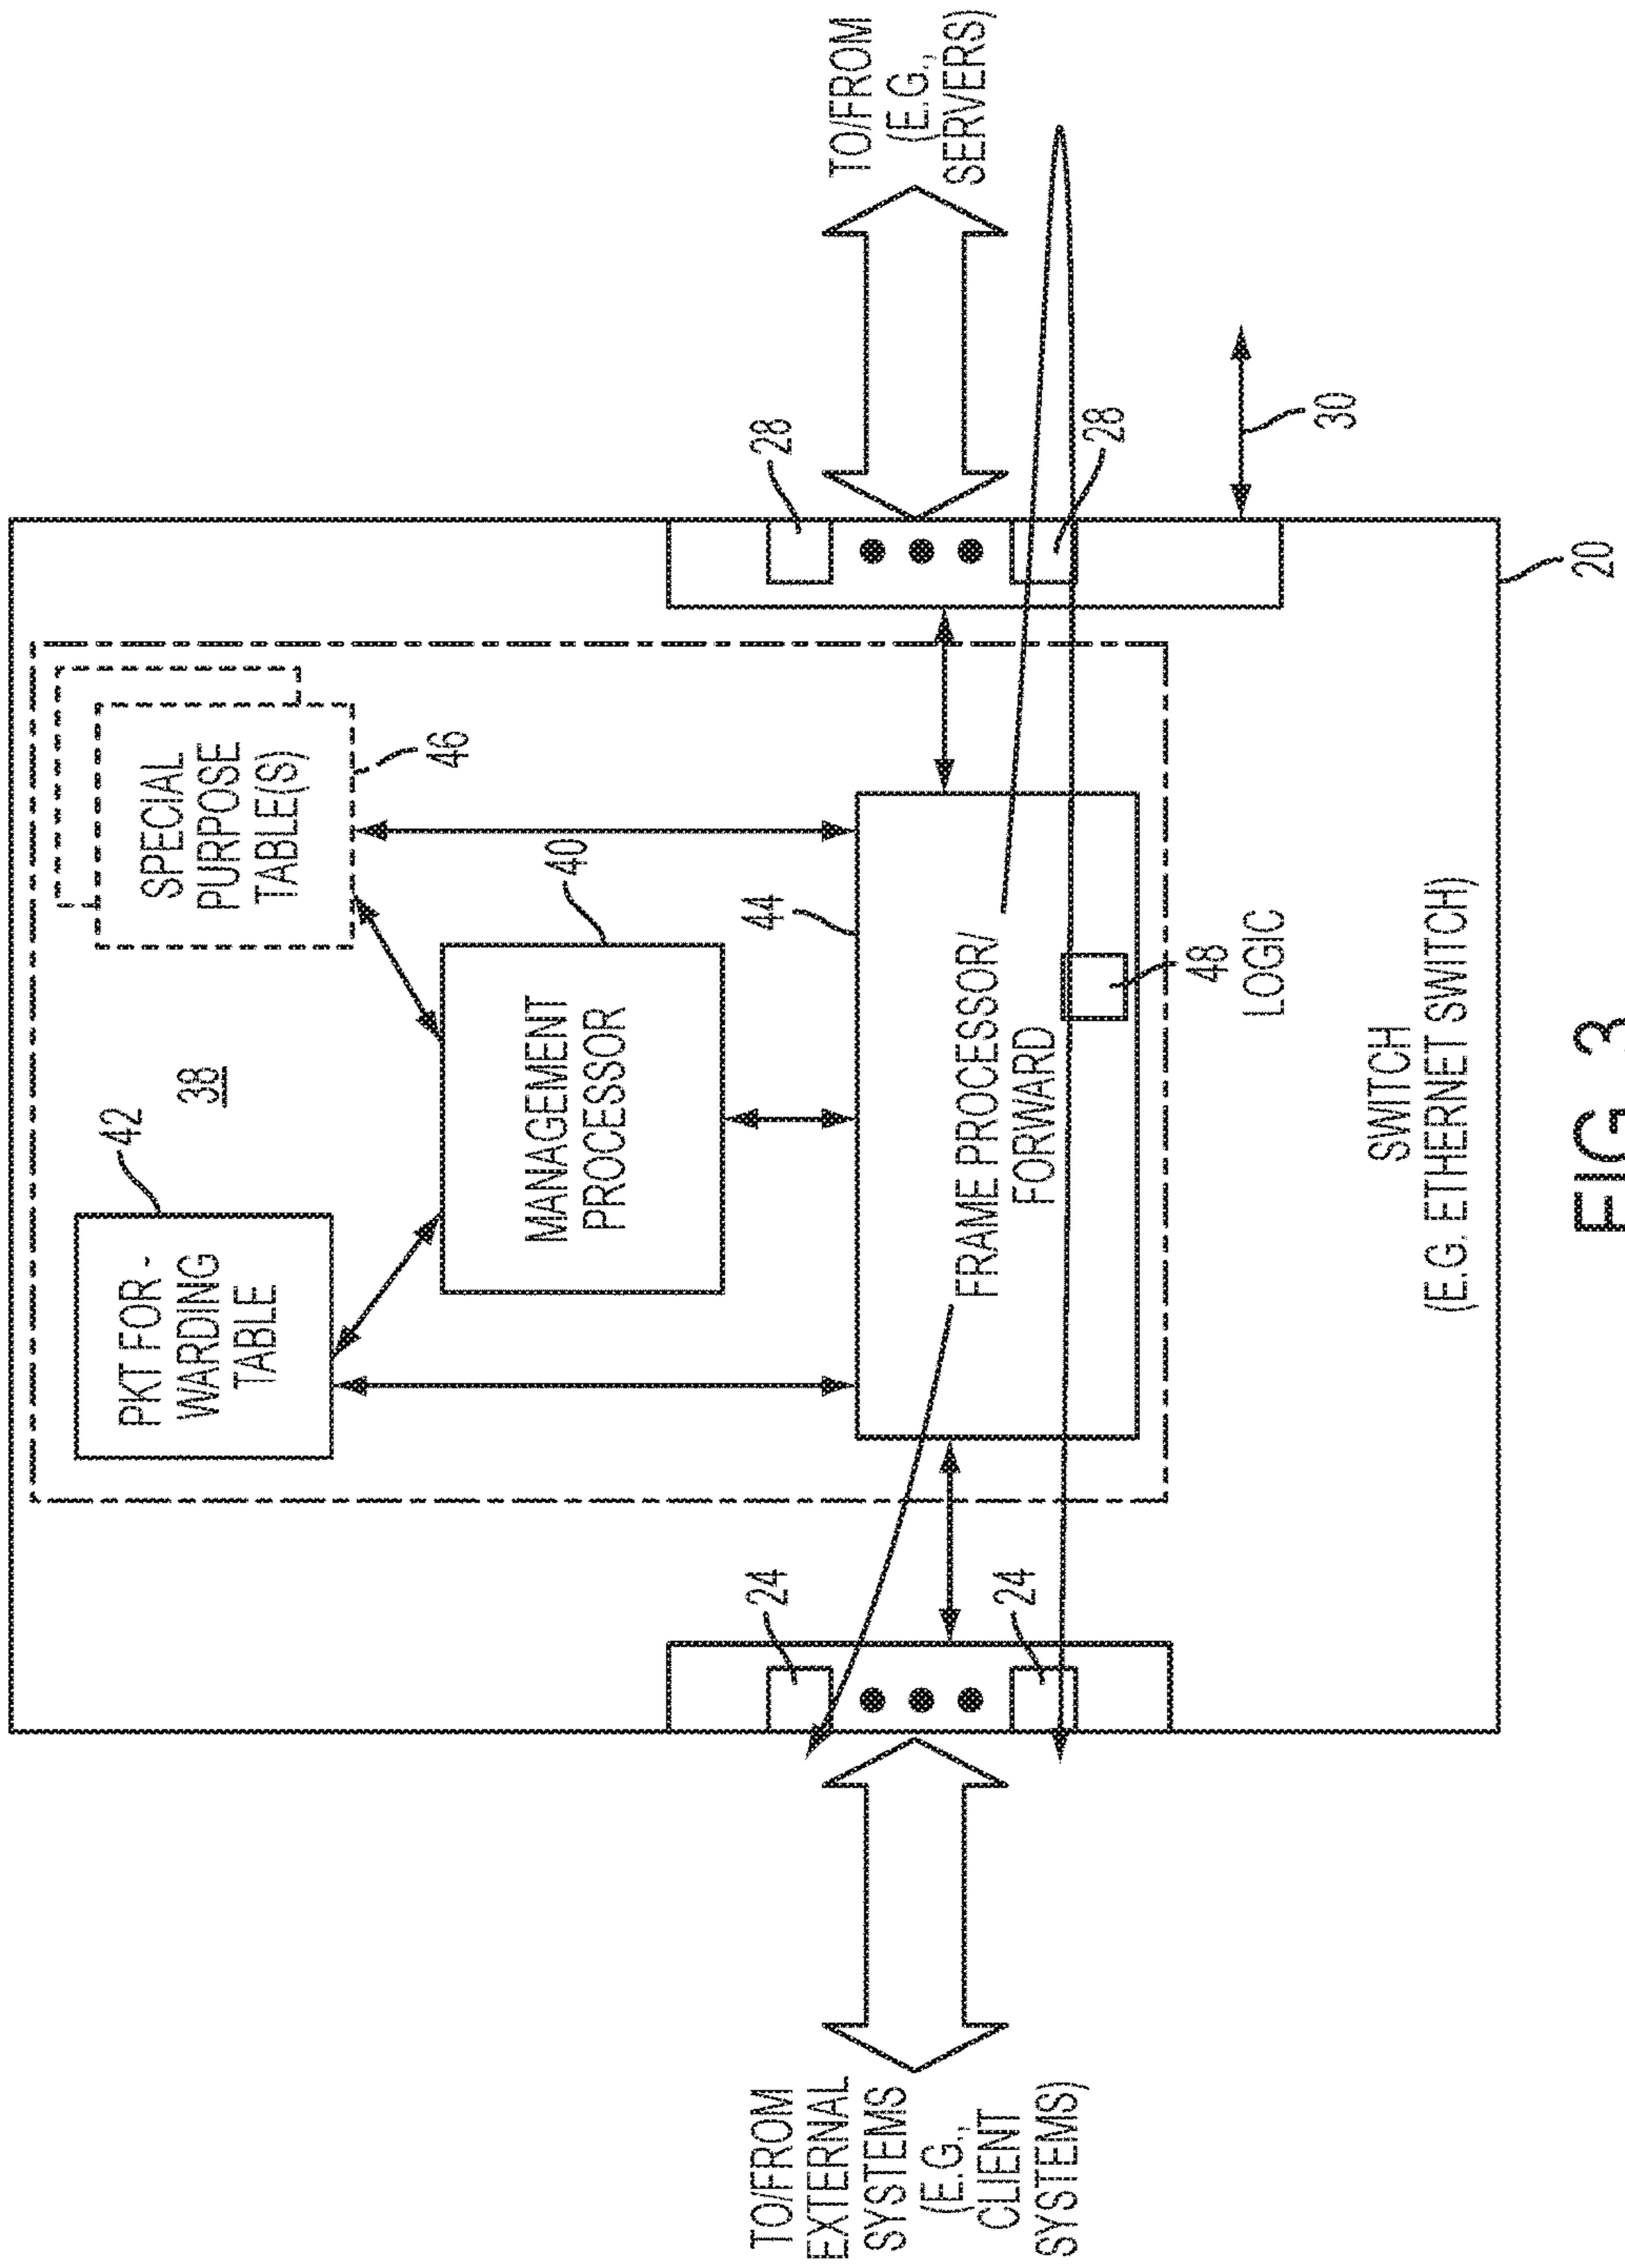 PKT FOR -
WARDING
TABLE
42
38
SPECIAL
PURPOSE
TABLE(S)
46
MANAGEMENT
PROCESSOR
40
44
FRAME PROCESSOR/
FORWARD
48
LOGIC
24
24
28
28
TO/FROM
EXTERNAL
SYSTEMS
(E.G.,
CLIENT
SYSTEMS)
TO/FROM
(E.G.,
SERVERS)
30
SWITCH
(E.G. ETHERNET SWITCH)
20
FIG. 3